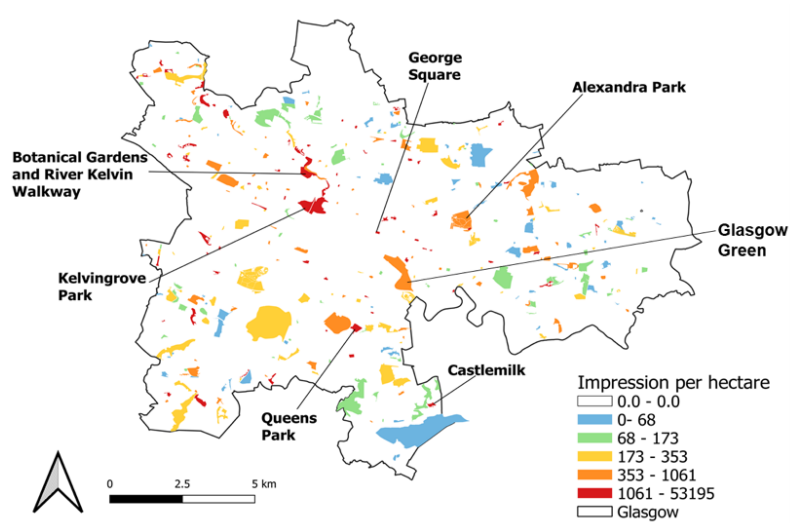 George
Square
Alexandra Park
Botanical Gardens
and River Kelvin
Walkway
Glasgow
Green
Kelvingrove
Park
Castlemilk
Queens
Park
Impression per hectare
0.0 - 0.0
0- 68
68 - 173
173 - 353
353 - 1061
1061 - 53195
Glasgow
0 2.5 5 km